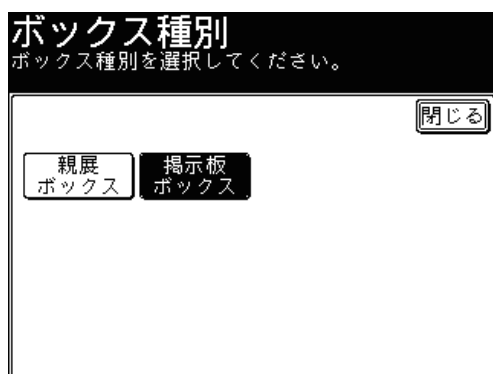 ボックス種別
ボックス種別を選択してください。
閉じる
親展
ボックス
掲示板
ボックス